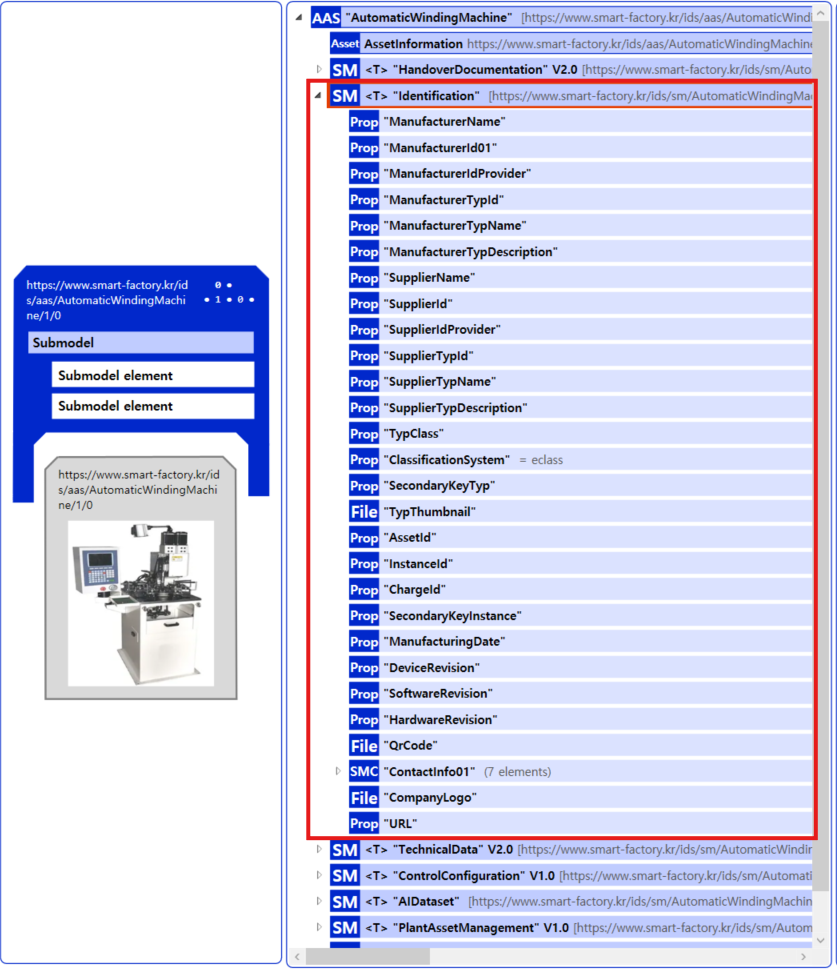 https://www.smart-factory.kr/id
s/aas/AutomaticWindingMachi
ne/1/0
0
1 0
Submodel
Submodel element
Submodel element
https://www.smart-factory.kr/id
s/aas/AutomaticWindingMachi
ne/1/0
AAS "AutomaticWindingMachine" [https://www.smart-factory.kr/ids/aas/AutomaticWindi
Asset AssetInformation https://www.smart-factory.kr/ids/aas/AutomaticWindingMachine
SM <T> "HandoverDocumentation" V2.0 [https://www.smart-factory.kr/ids/sm/Auto
SM <T> "Identification" [https://www.smart-factory.kr/ids/sm/AutomaticWindingMa
Prop "ManufacturerName"
Prop "ManufacturerId01"
Prop "ManufacturerIdProvider"
Prop "ManufacturerTypId"
Prop "ManufacturerTypName"
Prop "ManufacturerTypDescription"
Prop "SupplierName"
Prop "SupplierId"
Prop "SupplierIdProvider"
Prop "SupplierTypId"
Prop "SupplierTypName"
Prop "SupplierTypDescription"
Prop "TypClass"
Prop "ClassificationSystem" = eclass
Prop "SecondaryKeyTyp"
File "TypThumbnail"
Prop "AssetId"
Prop "InstanceId"
Prop "ChargeId"
Prop "SecondaryKeyInstance"
Prop "ManufacturingDate"
Prop "DeviceRevision"
Prop "SoftwareRevision"
Prop "HardwareRevision"
File "QrCode"
SMC "ContactInfo01" (7 elements)
File "CompanyLogo"
Prop "URL"
SM <T> "TechnicalData" V2.0 [https://www.smart-factory.kr/ids/sm/AutomaticWindin
SM <T> "ControlConfiguration" V1.0 [https://www.smart-factory.kr/ids/sm/Automati
SM <T> "AIDataset" [https://www.smart-factory.kr/ids/sm/AutomaticWindingMachin
SM <T> "PlantAssetManagement" V1.0 [https://www.smart-factory.kr/ids/sm/Autom